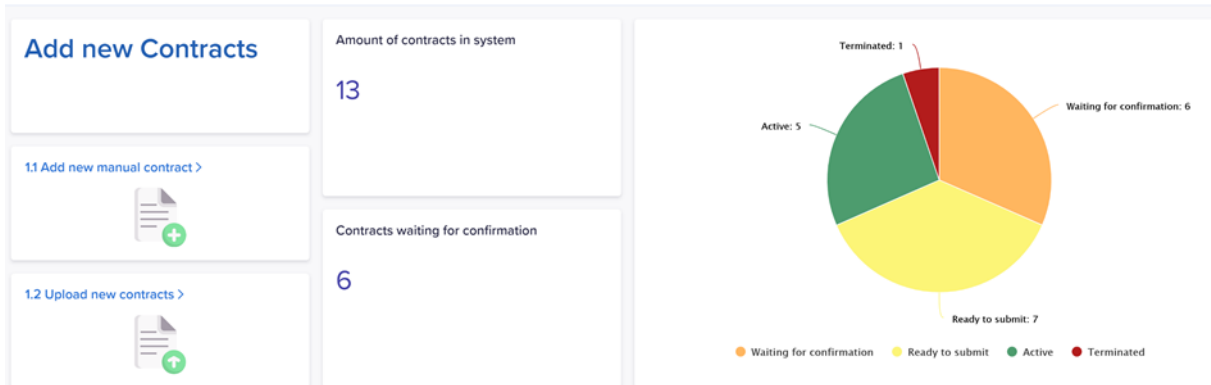 Add new Contracts
1.1 Add new manual contract >
1.2 Upload new contracts >
Amount of contracts in system
13
Contracts waiting for confirmation
6
Terminated: 1
Waiting for confirmation: 6
Active: 5
Ready to submit: 7
Waiting for confirmation Ready to submit Active Terminated